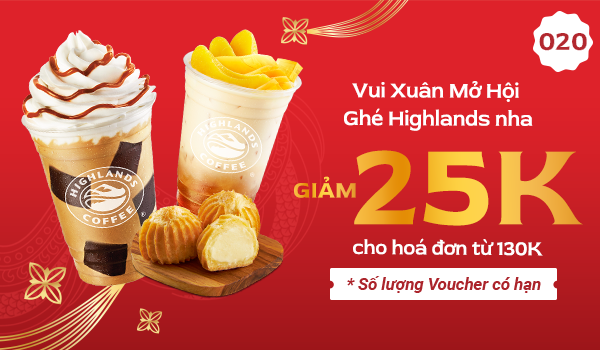 020
Vui Xuân Mở Hội
Ghé Highlands nha
GIẢM 25K
cho hoá đơn từ 130K
* Số lượng Voucher có hạn
HIGHLANDS
COFFEE
®
HIGHLANDS
COFFEE